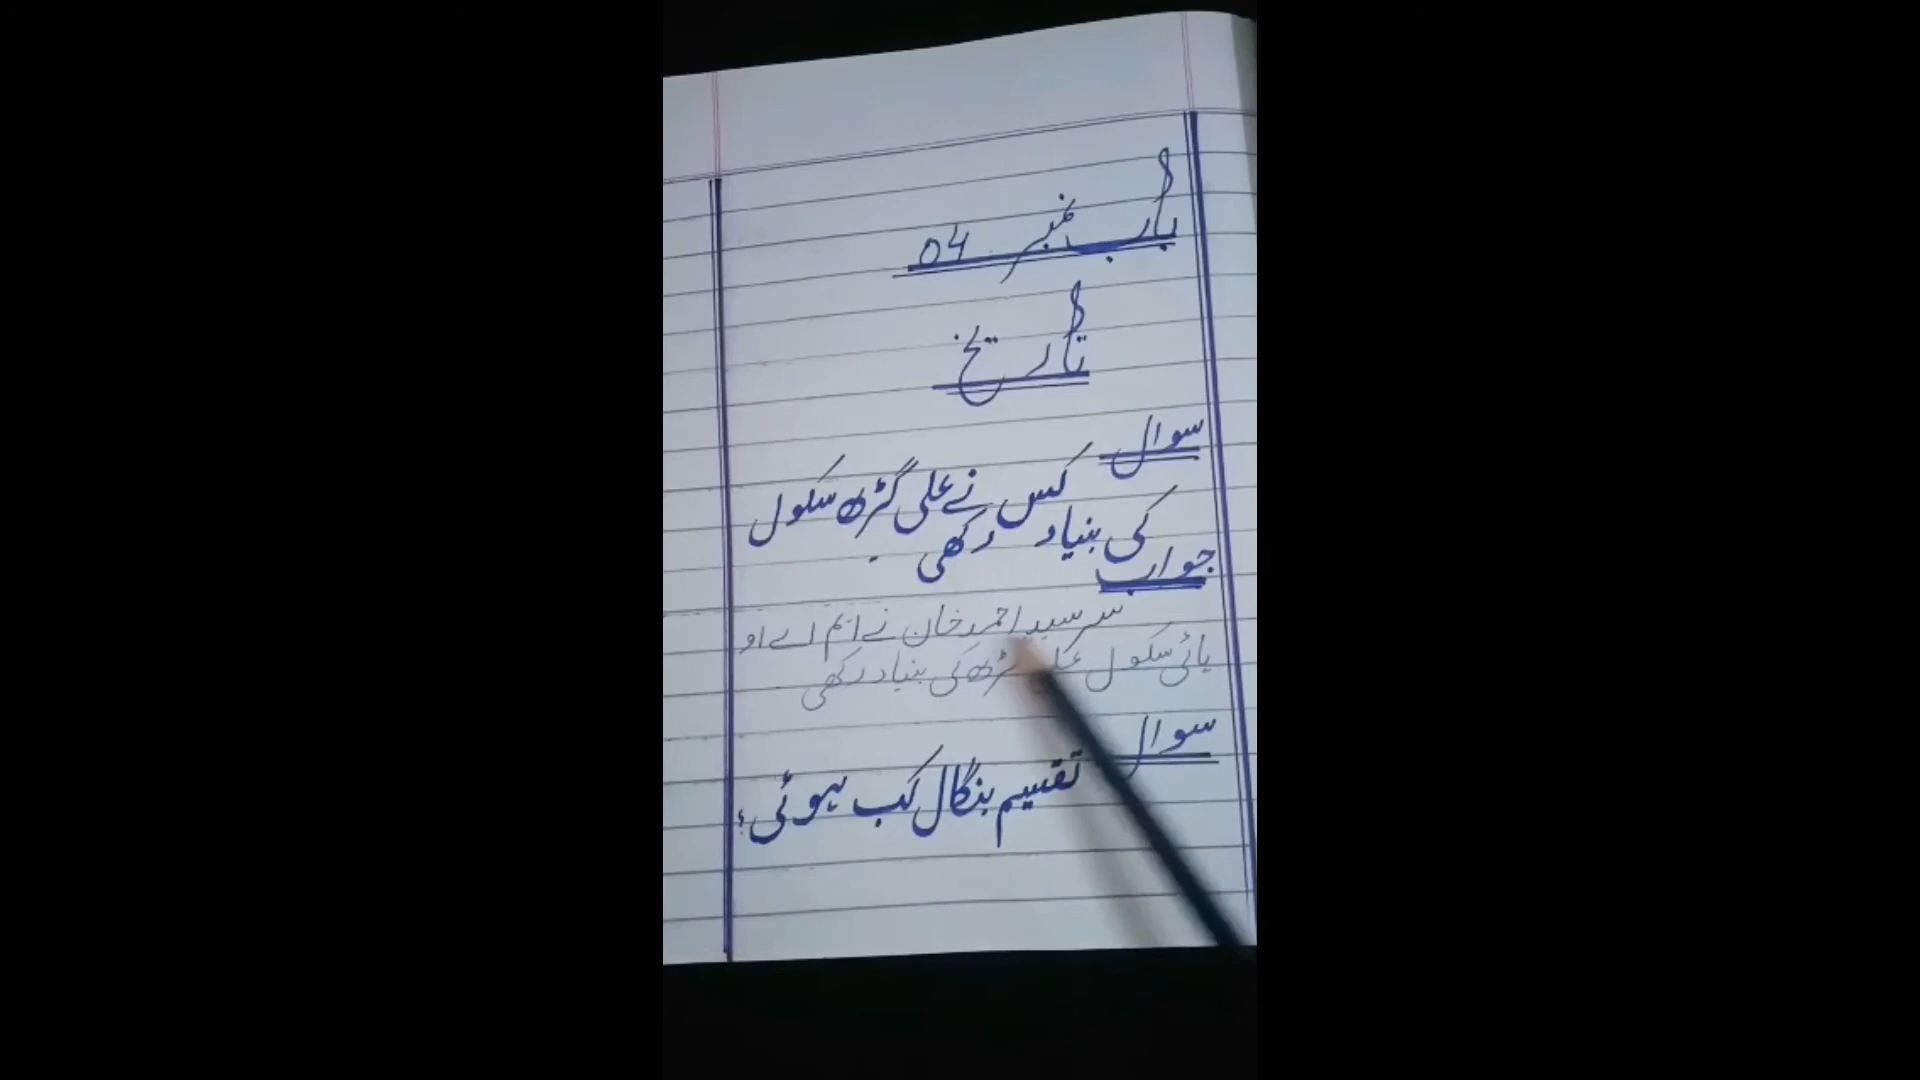 باب نمبر 04
تاریخ
سوال
کس نے علی گڑھ سکول
کی بنیاد رکھی
جواب
سر سید احمد خان نے ایم اے او
ہائی سکول علی گڑھ کی بنیاد رکھی
سوال
تقسیم بنگال کب ہوئی؟